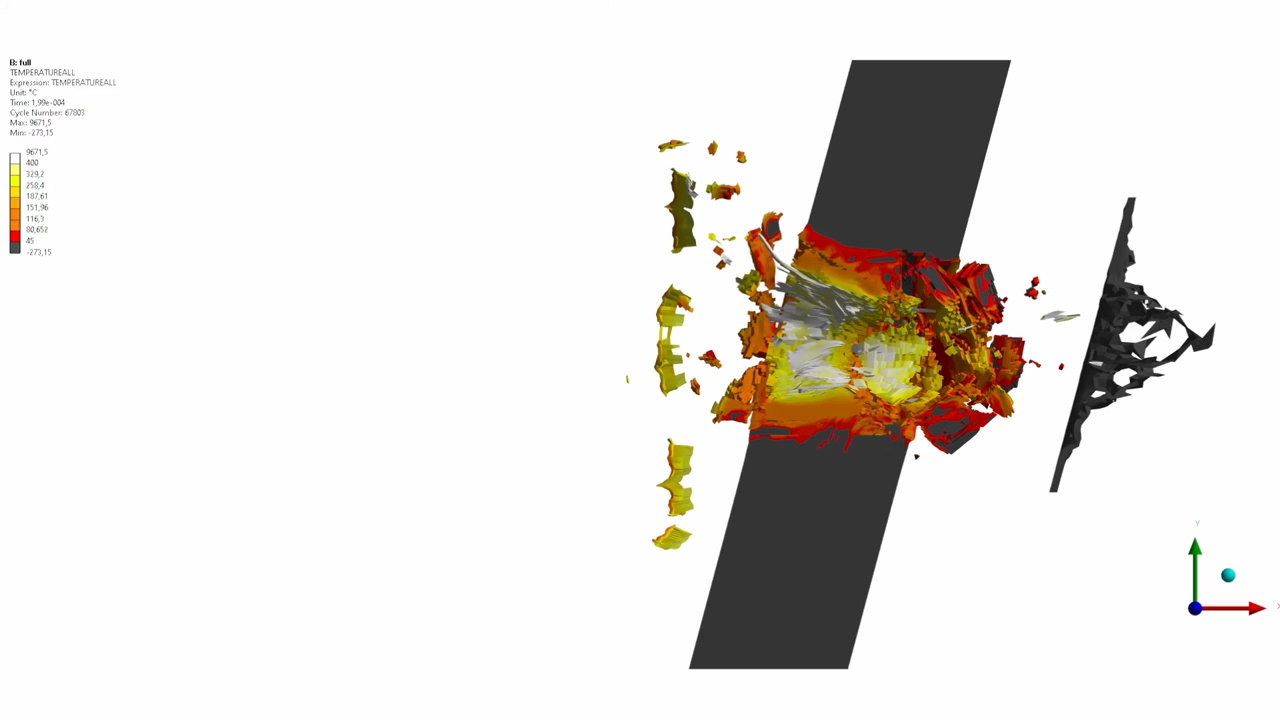 B: full
TEMPERATUREALL
Expression: TEMPERATUREALL
Unit: °C
Time: 1,99e-004
Cycle Number: 67803
Max: 9671,5
Min: -273,15
9671,5
400
329,2
258,4
187,61
151,96
116,3
80,652
45
-273,15
Y
X